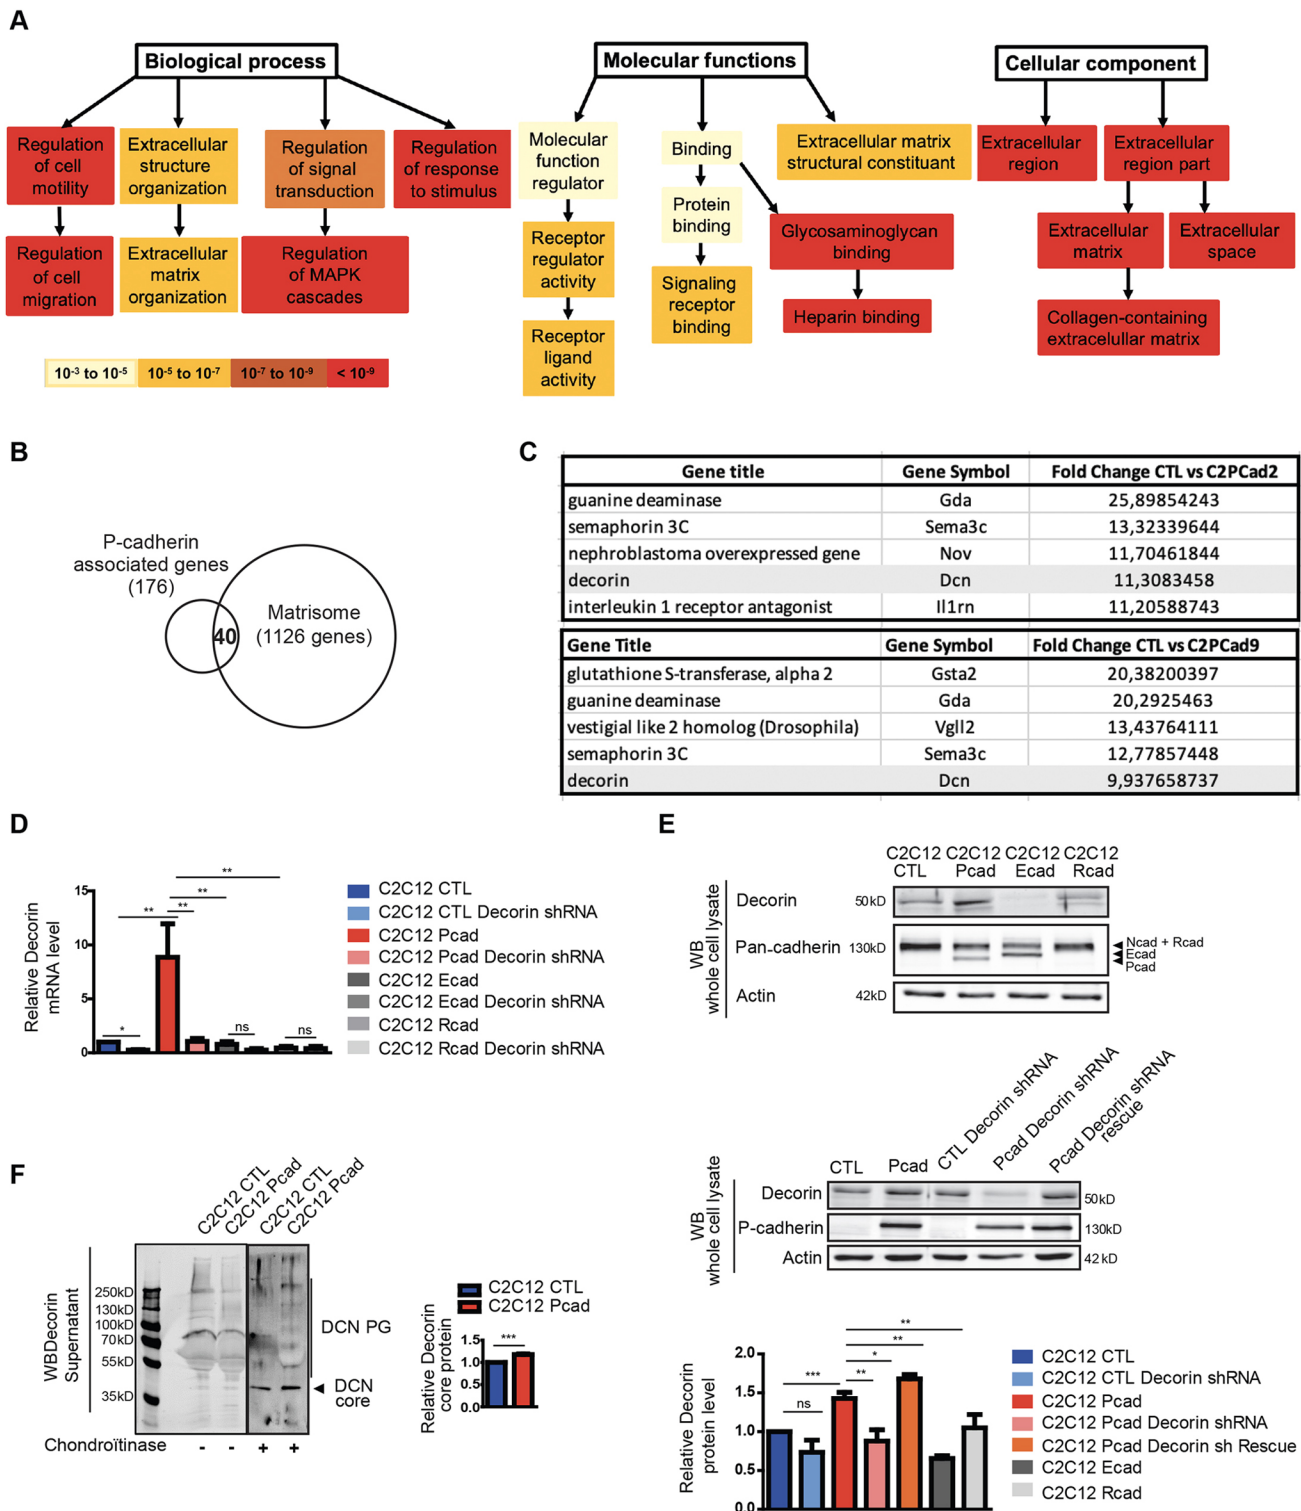 A
Biological process
Molecular functions
Cellular component
Regulation
of cell
motility
Extracellular
structure
organization
Regulation
of signal
transduction
Regulation
of response
to stimulus
Regulation
of cell
migration
Extracellular
matrix
organization
Regulation
of MAPK
cascades
Molecular
function
regulator
Binding
Extracellular matrix
structural constituent
Receptor
regulator
activity
Protein
binding
Glycosaminoglycan
binding
Receptor
ligand
activity
Signaling
receptor
binding
Heparin binding
Extracellular
region
Extracellular
region part
Extracellular
matrix
Extracellular
space
Collagen-containing
extracelullar matrix
10-3 to 10-5
10-5 to 10-7
10-7 to 10-9
< 10-9
B
P-cadherin
associated genes
(176)
40
Matrisome
(1126 genes)
C
Gene title Gene Symbol Fold Change CTL vs C2PCad2
guanine deaminase Gda 25,89854243
semaphorin 3C Sema3c 13,32339644
nephroblastoma overexpressed gene Nov 11,70461844
decorin Dcn 11,3083458
interleukin 1 receptor antagonist Il1rn 11,20588743
Gene Title Gene Symbol Fold Change CTL vs C2PCad9
glutathione S-transferase, alpha 2 Gsta2 20,38200397
guanine deaminase Gda 20,2925463
vestigial like 2 homolog (Drosophila) Vgll2 13,43764111
semaphorin 3C Sema3c 12,77857448
decorin Dcn 9,937658737
D
Relative Decorin
mRNA level
15
10
5
0
*
**
**
**
**
ns
ns
C2C12 CTL
C2C12 CTL Decorin shRNA
C2C12 Pcad
C2C12 Pcad Decorin shRNA
C2C12 Ecad
C2C12 Ecad Decorin shRNA
C2C12 Rcad
C2C12 Rcad Decorin shRNA
E
C2C12
CTL
C2C12
Pcad
C2C12
Ecad
C2C12
Rcad
WB
whole cell lysate
Decorin 50kD
Pan-cadherin 130kD
Ncad + Rcad
Ecad
Pcad
Actin 42kD
CTL
Pcad
CTL Decorin shRNA
Pcad Decorin shRNA
Pcad Decorin shRNA
rescue
WB
whole cell lysate
Decorin 50kD
P-cadherin 130kD
Actin 42 kD
Relative Decorin
protein level
2.0
1.5
1.0
0.5
0.0
ns
***
**
*
**
**
C2C12 CTL
C2C12 CTL Decorin shRNA
C2C12 Pcad
C2C12 Pcad Decorin shRNA
C2C12 Pcad Decorin sh Rescue
C2C12 Ecad
C2C12 Rcad
F
C2C12 CTL
C2C12 Pcad
C2C12 CTL
C2C12 Pcad
WBDecorin
Supernatant
250kD
130kD
100kD
70kD
55kD
35kD
DCN PG
DCN
core
Chondroïtinase - - + +
C2C12 CTL
C2C12 Pcad
Relative Decorin
core protein
1.5
1.0
0.5
0.0
***